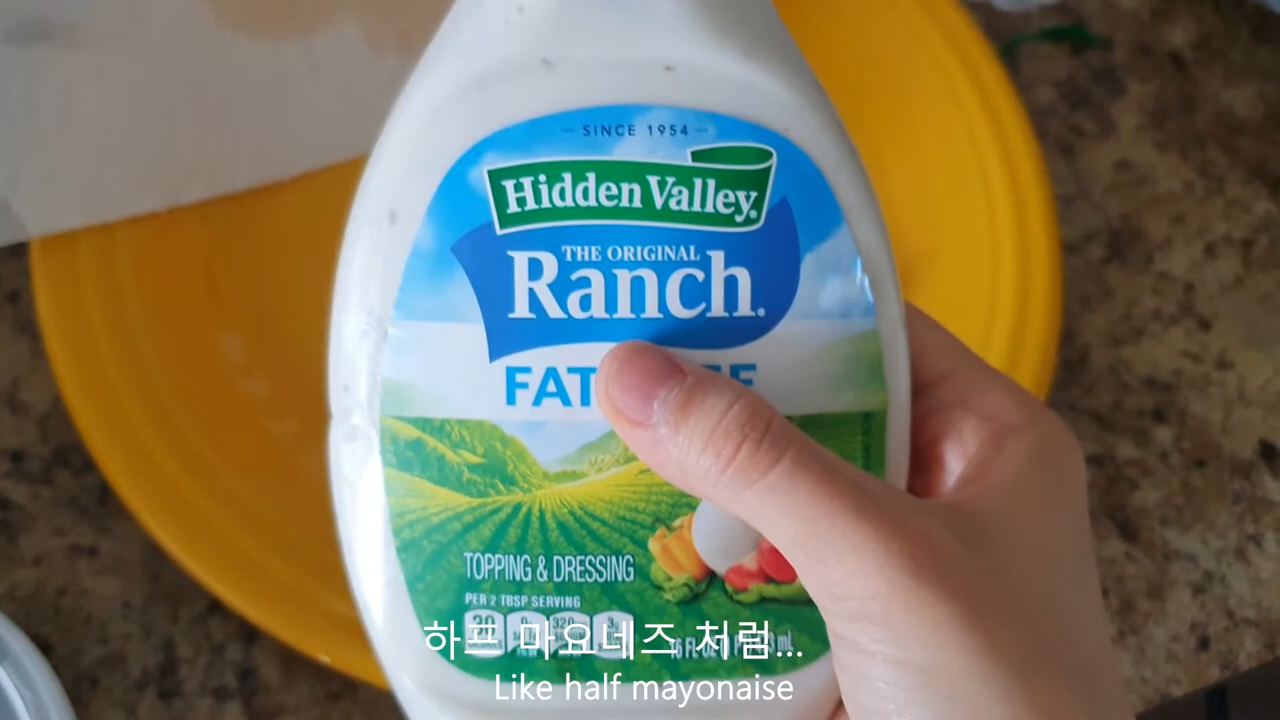 SINCE 1954
Hidden Valley®
THE ORIGINAL
Ranch.
FAT
TOPPING & DRESSING
PER 2 TBSP SERVING
하프 마요네즈 처럼...
Like half mayonaise